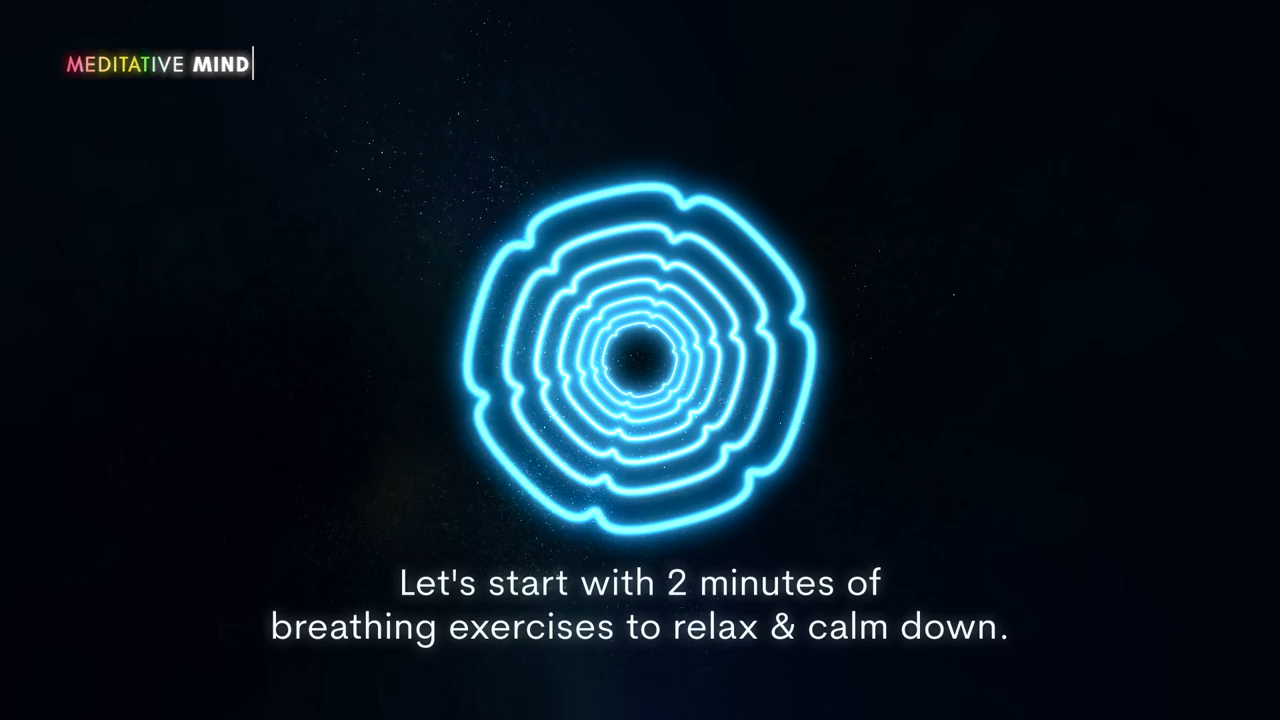 MEDITATIVE MIND
Let's start with 2 minutes of
breathing exercises to relax & calm down.